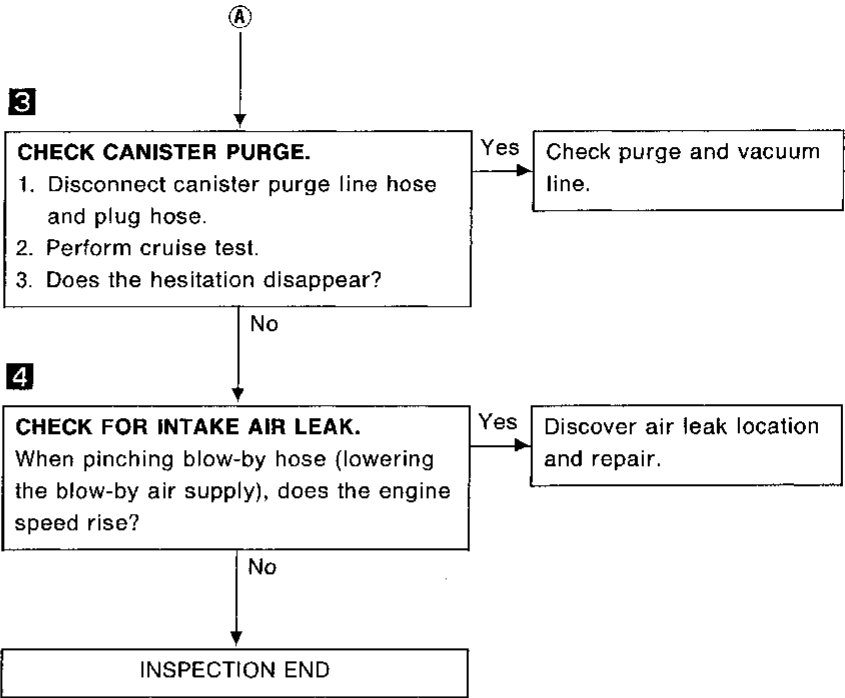 A
3
CHECK CANISTER PURGE.
1. Disconnect canister purge line hose
and plug hose.
2. Perform cruise test.
3. Does the hesitation disappear?
Yes
Check purge and vacuum
line.
No
4
CHECK FOR INTAKE AIR LEAK.
When pinching blow-by hose (lowering
the blow-by air supply), does the engine
speed rise?
Yes
Discover air leak location
and repair.
No
INSPECTION END